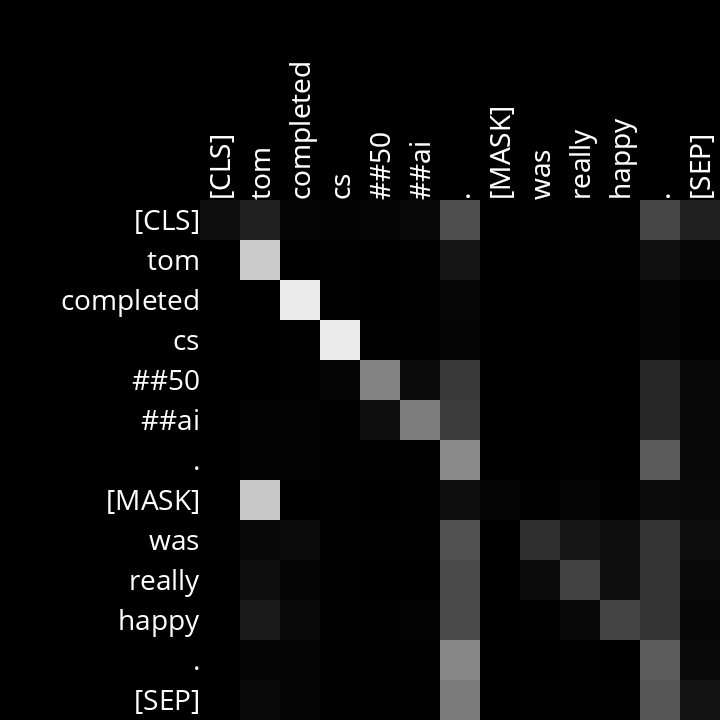 [CLS]
tom
completed
cs
##50
##ai
.
[MASK]
was
really
happy
.
[SEP]
[CLS]
tom
completed
cs
##50
##ai
.
[MASK]
was
really
happy
.
[SEP]